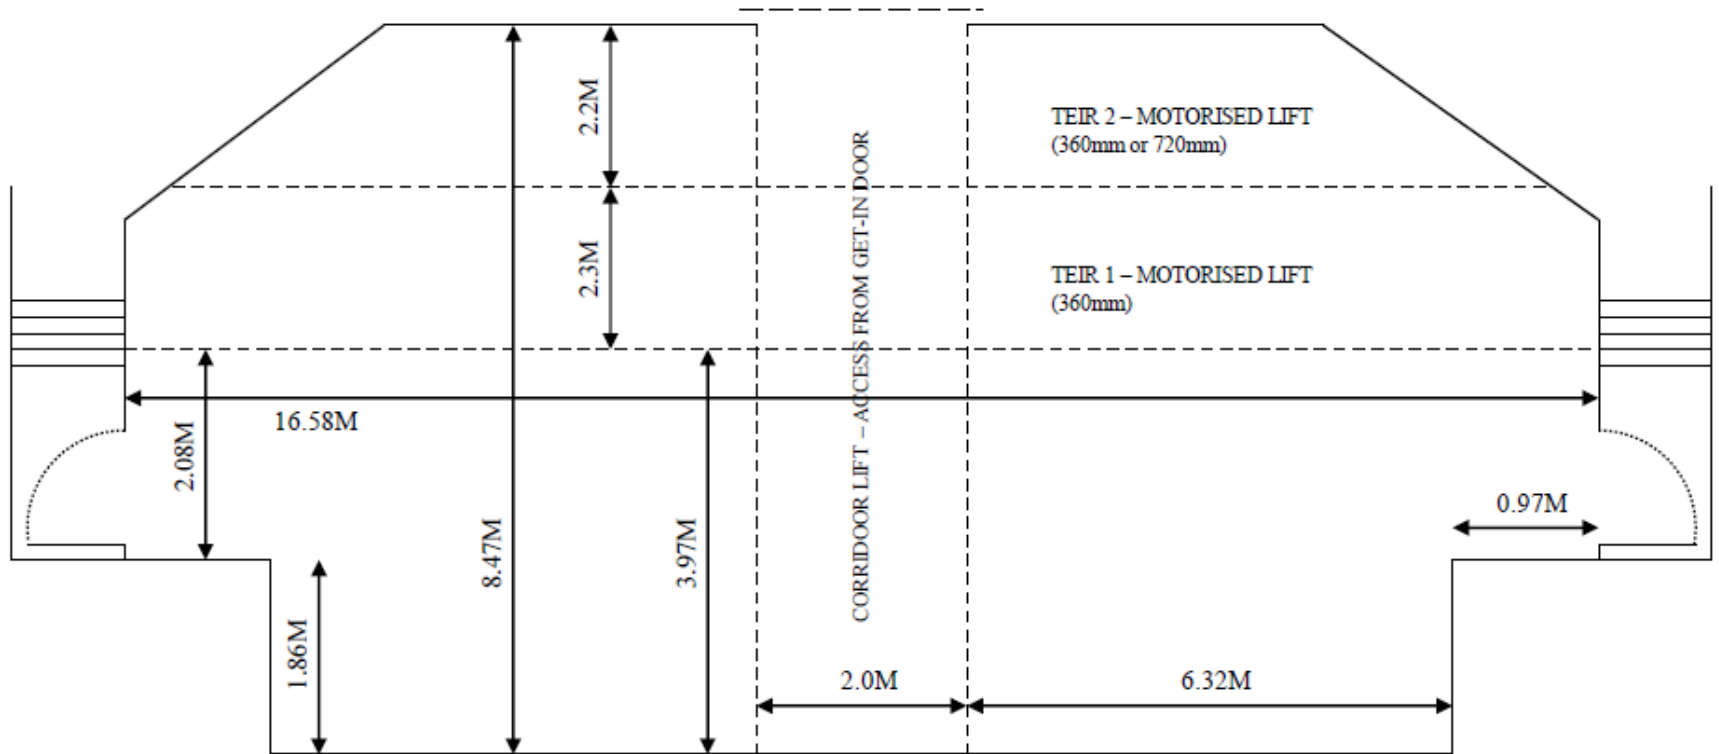 2.2M
TEIR 2 – MOTORISED LIFT
(360mm or 720mm)
2.3M
TEIR 1 – MOTORISED LIFT
(360mm)
CORRIDOOR LIFT – ACCESS FROM GET-IN DOOR
16.58M
2.08M
8.47M
3.97M
0.97M
1.86M
2.0M
6.32M